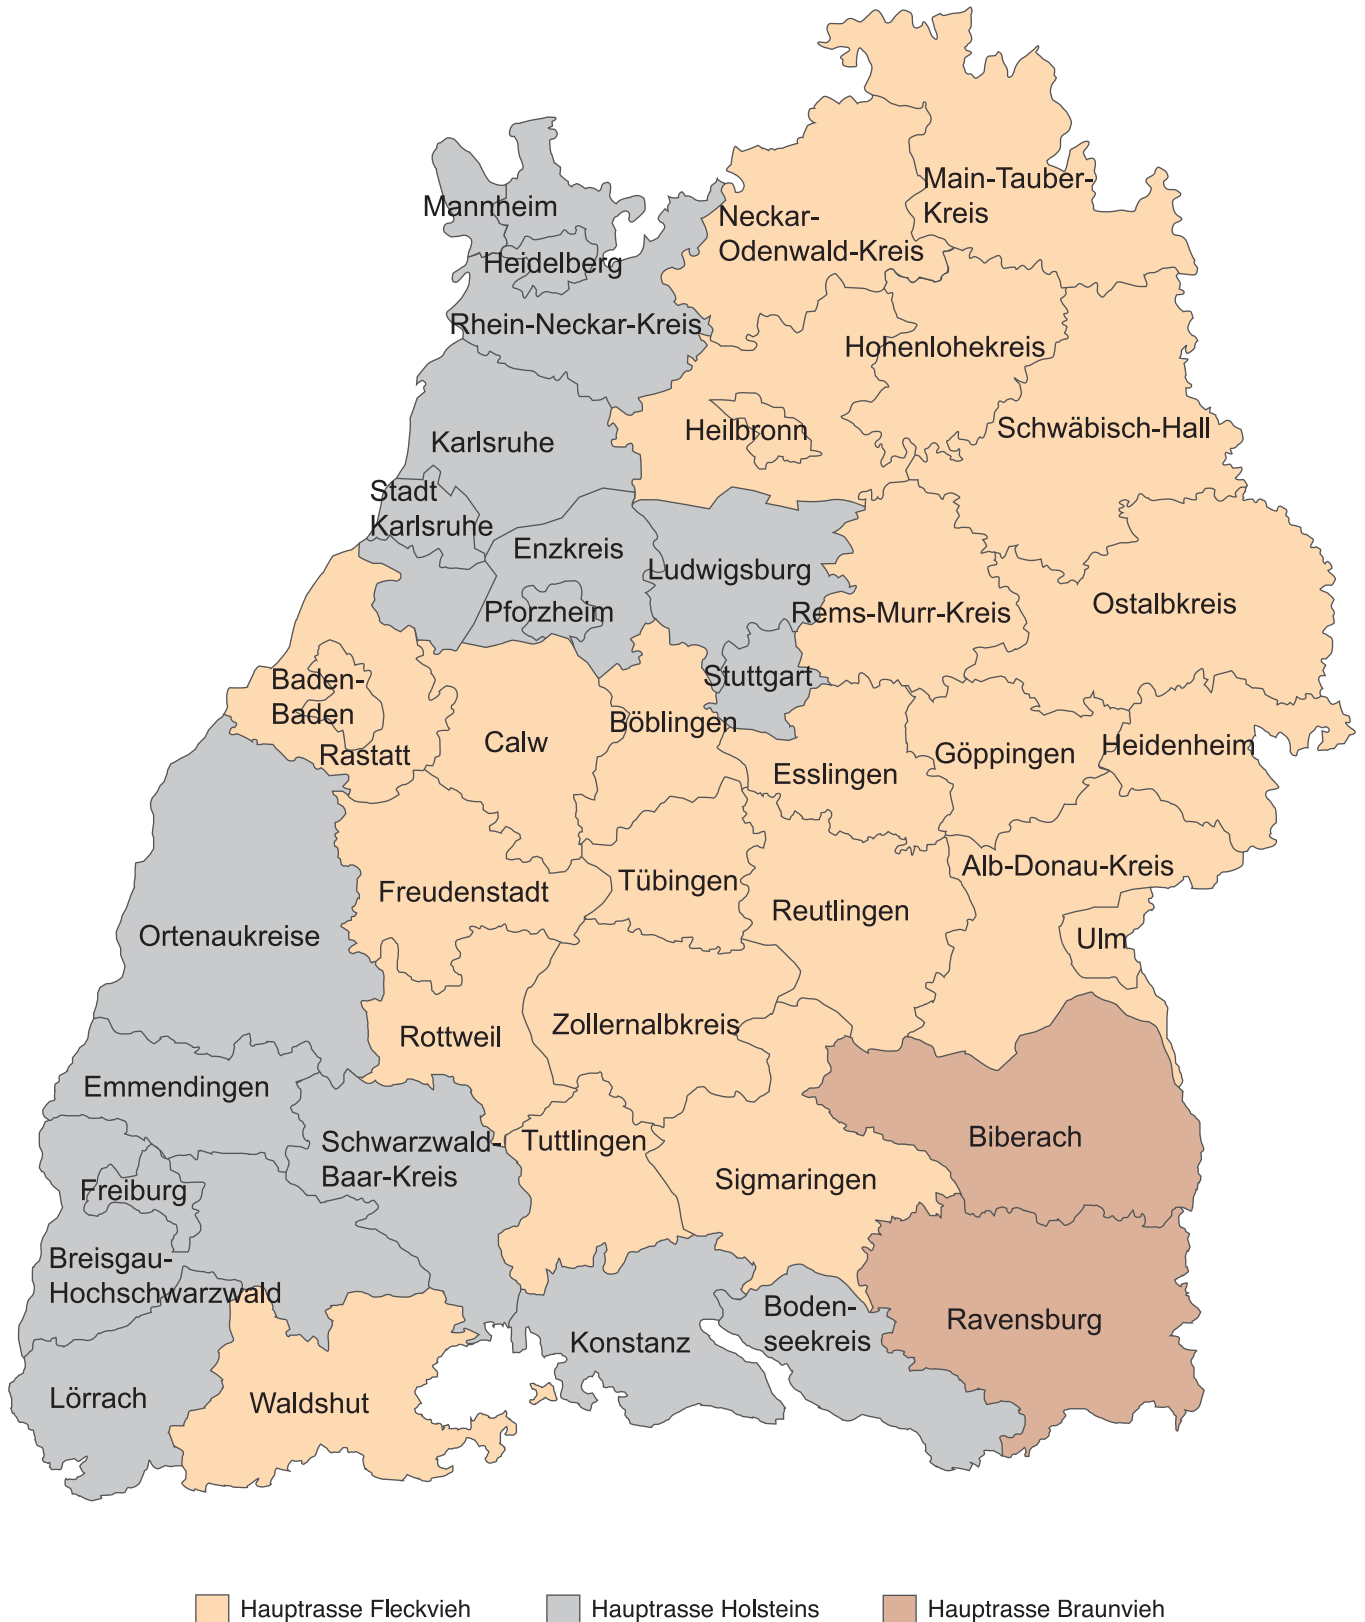 Main-Tauber-
Kreis
Mannheim
Neckar-
Odenwald-Kreis
Heidelberg
Rhein-Neckar-Kreis
Hohenlohekreis
Heilbronn
Schwäbisch-Hall
Karlsruhe
Stadt
Karlsruhe
Enzkreis
Ludwigsburg
Pforzheim
Rems-Murr-Kreis
Ostalbkreis
Baden-
Baden
Stuttgart
Rastatt
Calw
Böblingen
Esslingen
Göppingen
Heidenheim
Freudenstadt
Tübingen
Reutlingen
Alb-Donau-Kreis
Ulm
Ortenaukreise
Rottweil
Zollernalbkreis
Emmendingen
Schwarzwald-
Baar-Kreis
Tuttlingen
Sigmaringen
Biberach
Freiburg
Breisgau-
Hochschwarzwald
Konstanz
Boden-
seekreis
Ravensburg
Lörrach
Waldshut
Hauptrasse Fleckvieh
Hauptrasse Holsteins
Hauptrasse Braunvieh